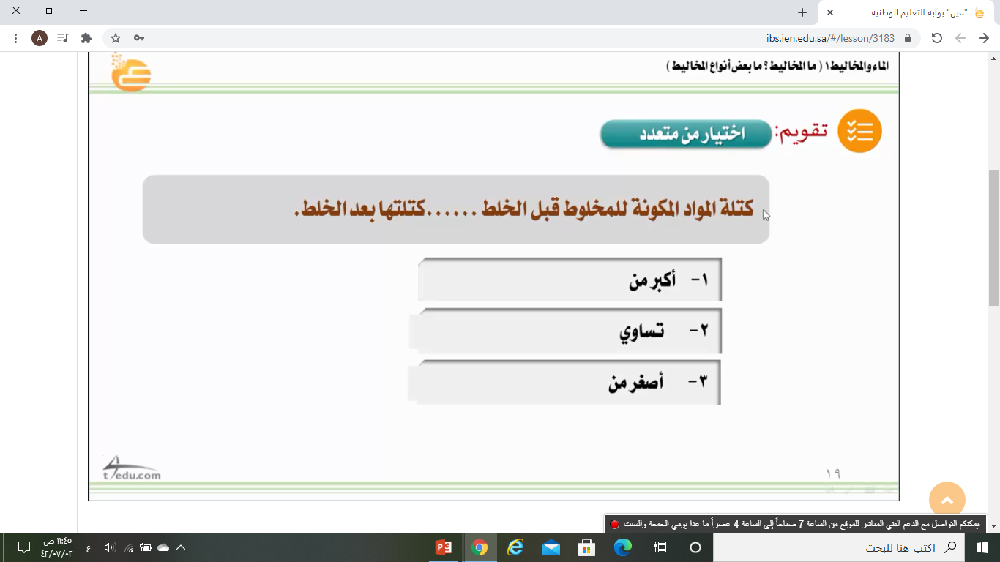 "عين" بوابة التعليم الوطنية
ibs.ien.edu.sa/#/lesson/3183
A
الماء والمخاليط١ ( ما المخاليط؟ ما بعض أنواع المخاليط )
تقويم:
اختيار من متعدد
كتلة المواد المكونة للمخلوط قبل الخلط ......كتلتها بعد الخلط.
١- أكبر من
٢- تساوي
٣- أصغر من
t4edu.com
١٩
يمكنكم التواصل مع الدعم الفني المباشر للموقع من الساعة 7 صباحاً إلى الساعة 4 عصراً ما عدا يومي الجمعة والسبت
اكتب هنا للبحث
ع
١١:٤٥ ص
٤٢/٠٧/٠٢